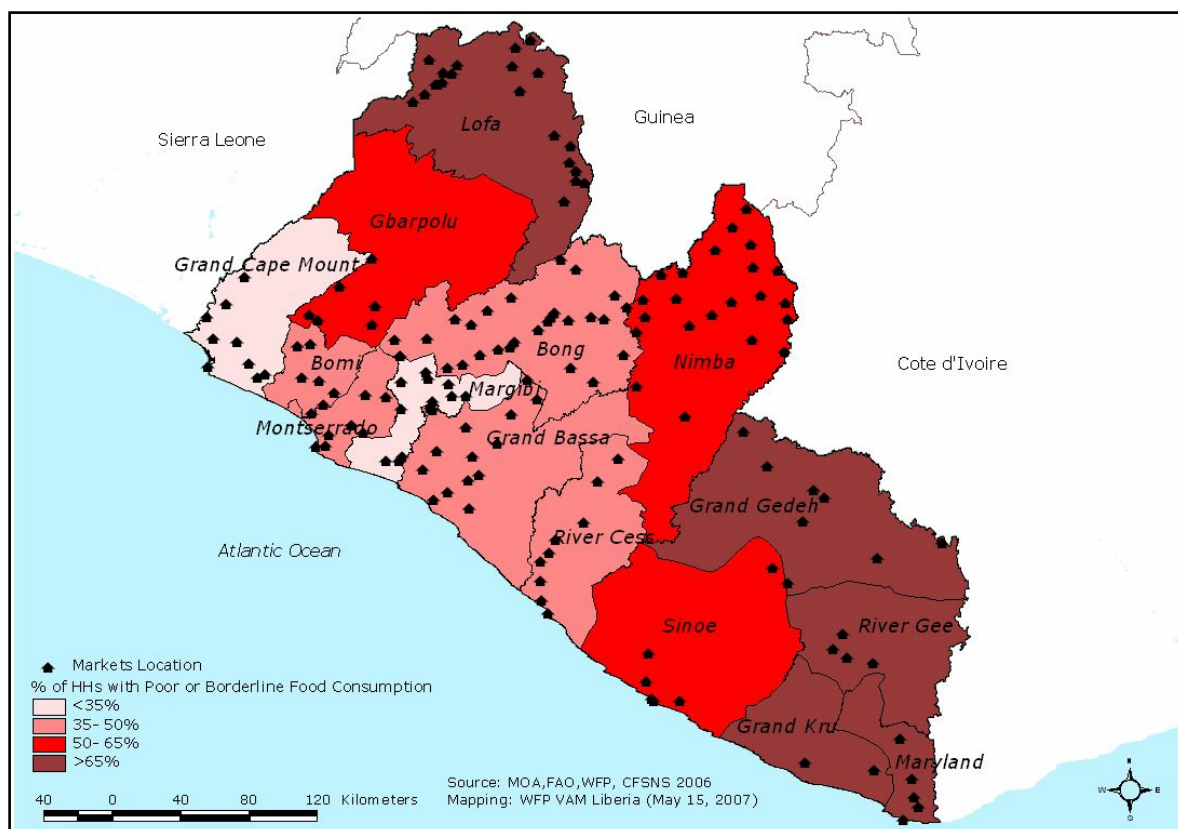 Guinea
Lofa
Sierra Leone
Gbarpolu
Grand Cape Mount
Bong
Nimba
Bomi
Cote d'Ivoire
Margibi
Montserrado
Grand Bassa
Grand Gedeh
River Cess
Atlantic Ocean
Sinoe
River Gee
Markets Location
% of HHs with Poor or Borderline Food Consumption
<35%
35- 50%
50- 65%
>65%
Grand Kru
Maryland
Source: MOA,FAO,WFP, CFSNS 2006
Mapping: WFP VAM Liberia (May 15, 2007)
40 0 40 80 120 Kilometers
N
W E
S